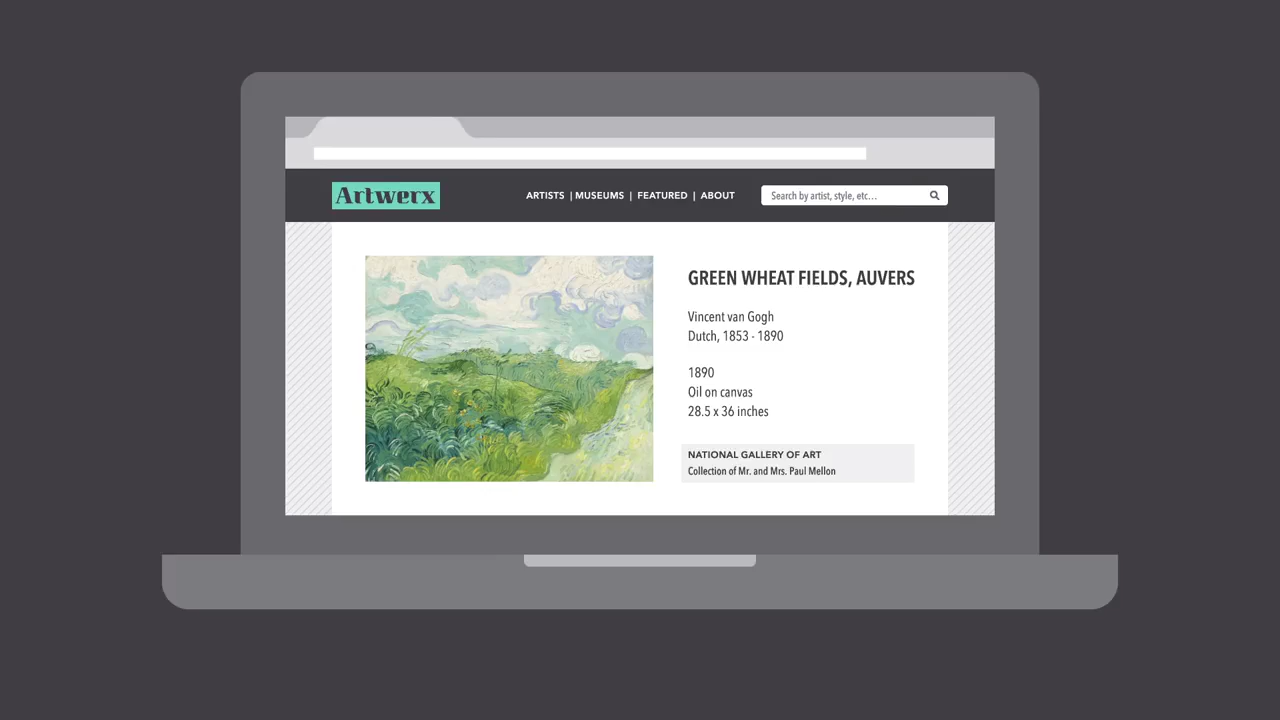 Artwerx
ARTISTS | MUSEUMS | FEATURED | ABOUT
Search by artist, style, etc...
GREEN WHEAT FIELDS, AUVERS
Vincent van Gogh
Dutch, 1853 - 1890
1890
Oil on canvas
28.5 x 36 inches
NATIONAL GALLERY OF ART
Collection of Mr. and Mrs. Paul Mellon